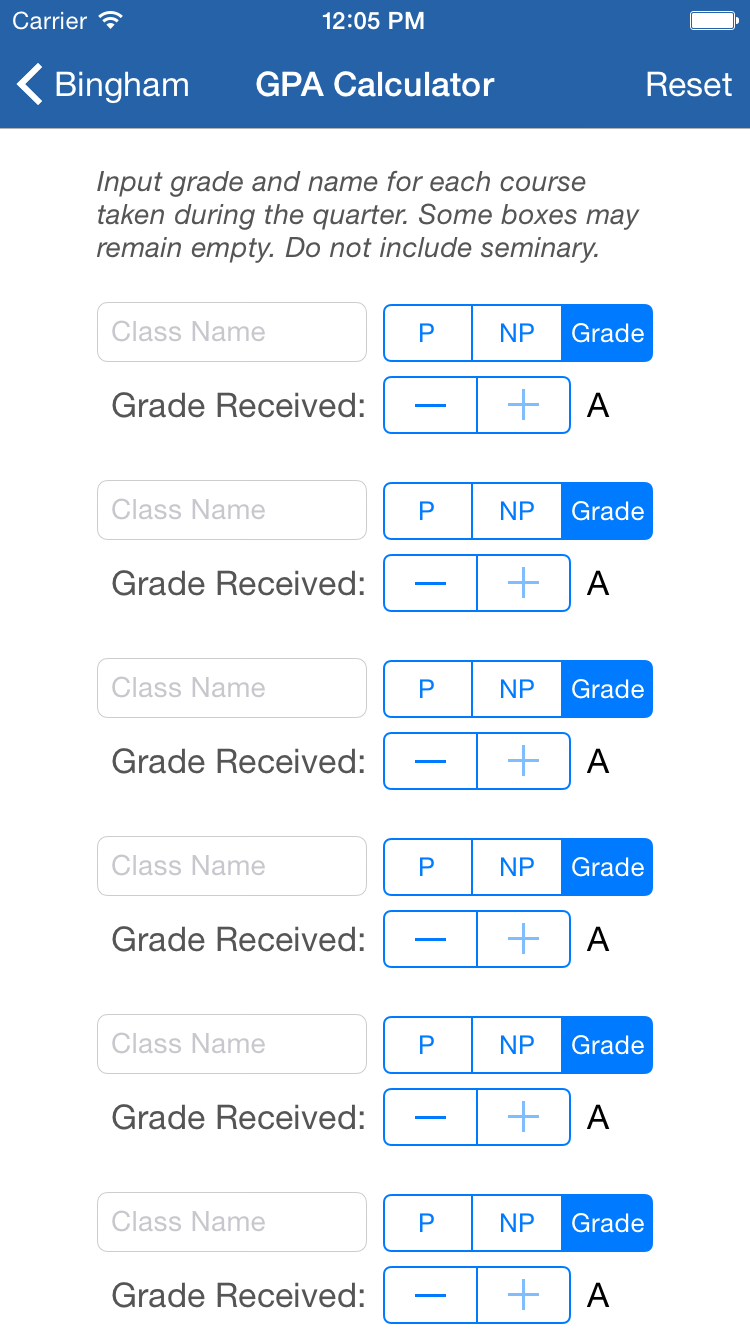 Carrier 12:05 PM
Bingham GPA Calculator Reset
Input grade and name for each course
taken during the quarter. Some boxes may
remain empty. Do not include seminary.
Class Name P NP Grade
Grade Received: — + A
Class Name P NP Grade
Grade Received: — + A
Class Name P NP Grade
Grade Received: — + A
Class Name P NP Grade
Grade Received: — + A
Class Name P NP Grade
Grade Received: — + A
Class Name P NP Grade
Grade Received: — + A